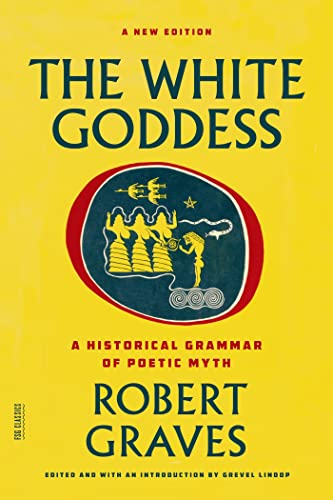 A NEW EDITION
THE WHITE
GODDESS
A HISTORICAL GRAMMAR
OF POETIC MYTH
ROBERT
GRAVES
FSG CLASSICS
EDITED AND WITH AN INTRODUCTION BY GREVEL LINDOP